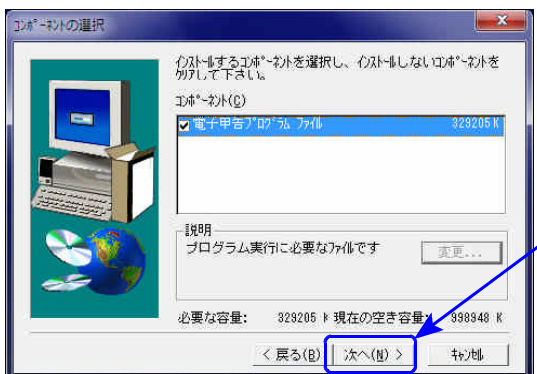 ｺﾝﾎﾟｰﾈﾝﾄの選択
ｲﾝｽﾄｰﾙするｺﾝﾎﾟｰﾈﾝﾄを選択し、ｲﾝｽﾄｰﾙしないｺﾝﾎﾟｰﾈﾝﾄを
ｸﾘｱして下さい。
ｺﾝﾎﾟｰﾈﾝﾄ(C)
電子申告ﾌﾟﾛｸﾞﾗﾑ ﾌｧｲﾙ 329205 K
説明
プログラム実行に必要なﾌｧｲﾙです
変更...
必要な容量: 329205 K 現在の空き容量: 998948 K
< 戻る(B) 次へ(N) > ｷｬﾝｾﾙ